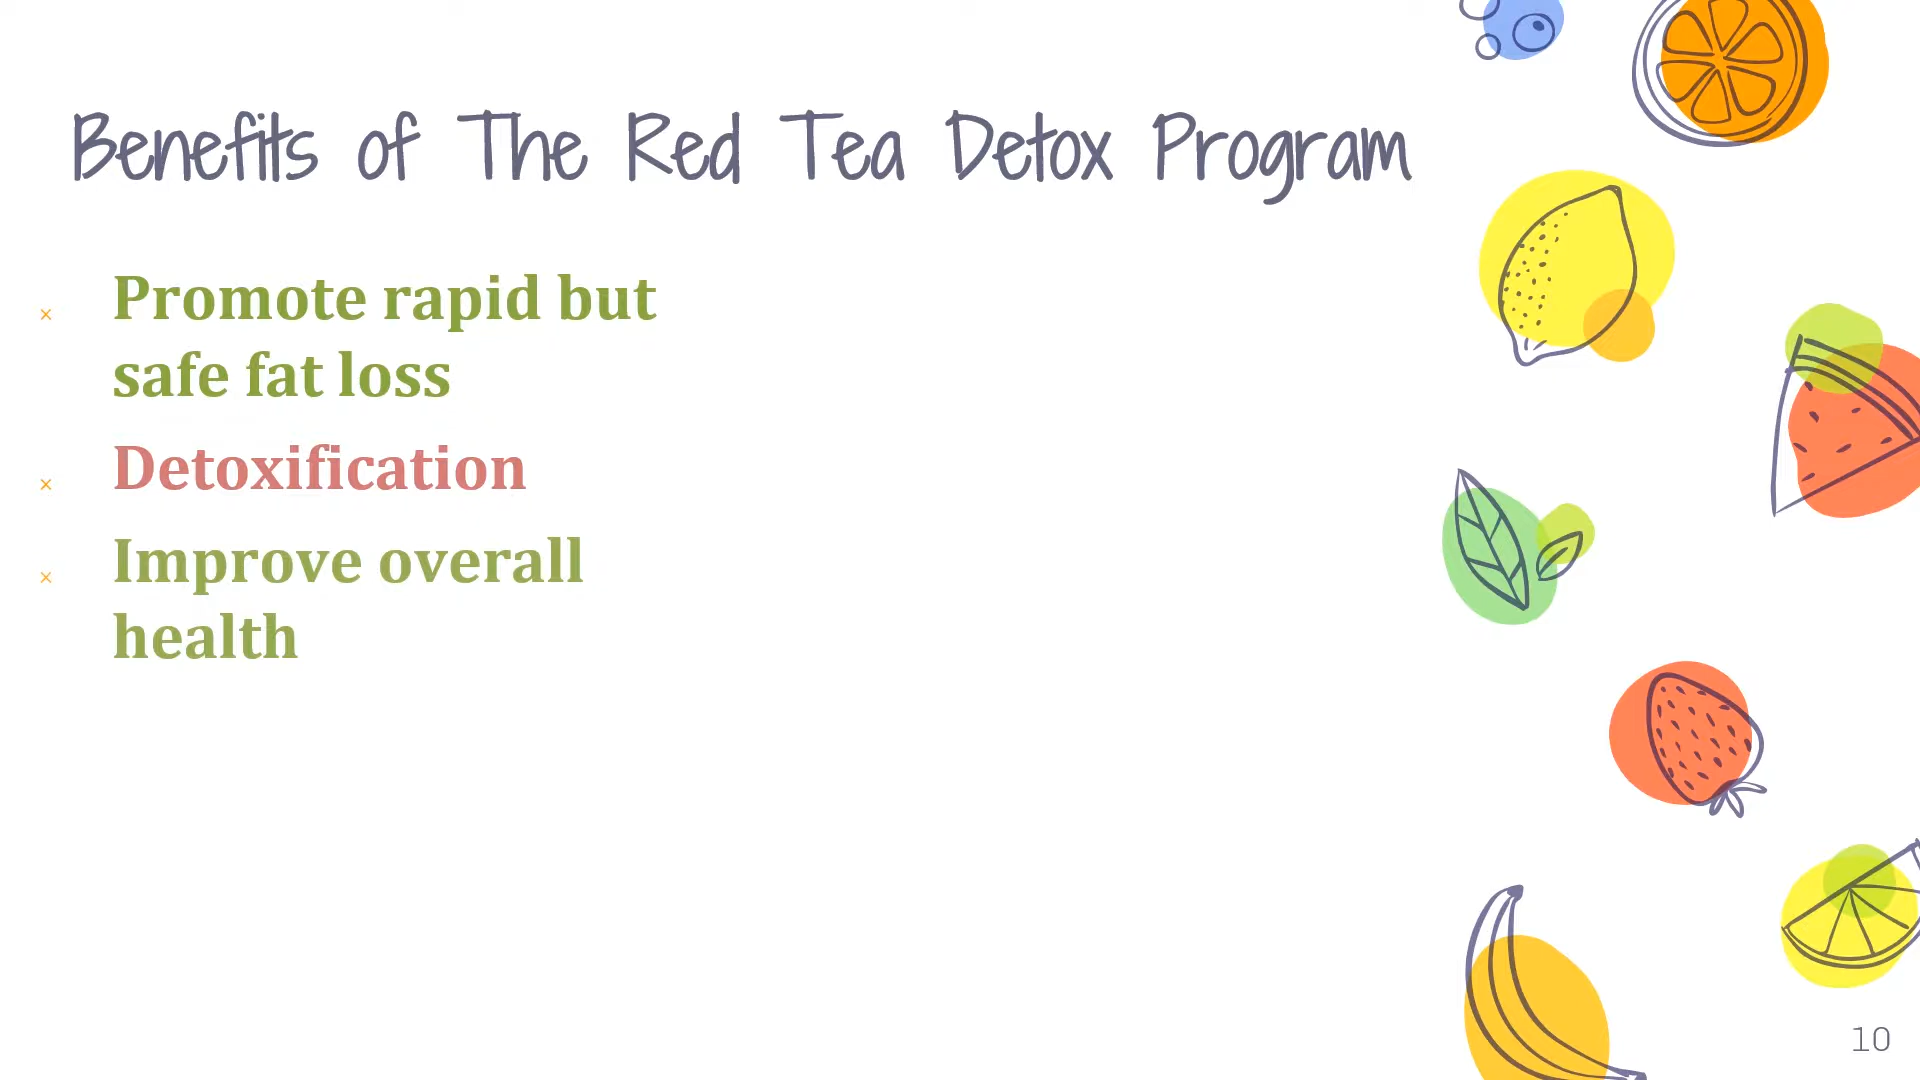 Benefits of The Red Tea Detox Program
× Promote rapid but
safe fat loss
× Detoxification
× Improve overall
health
10